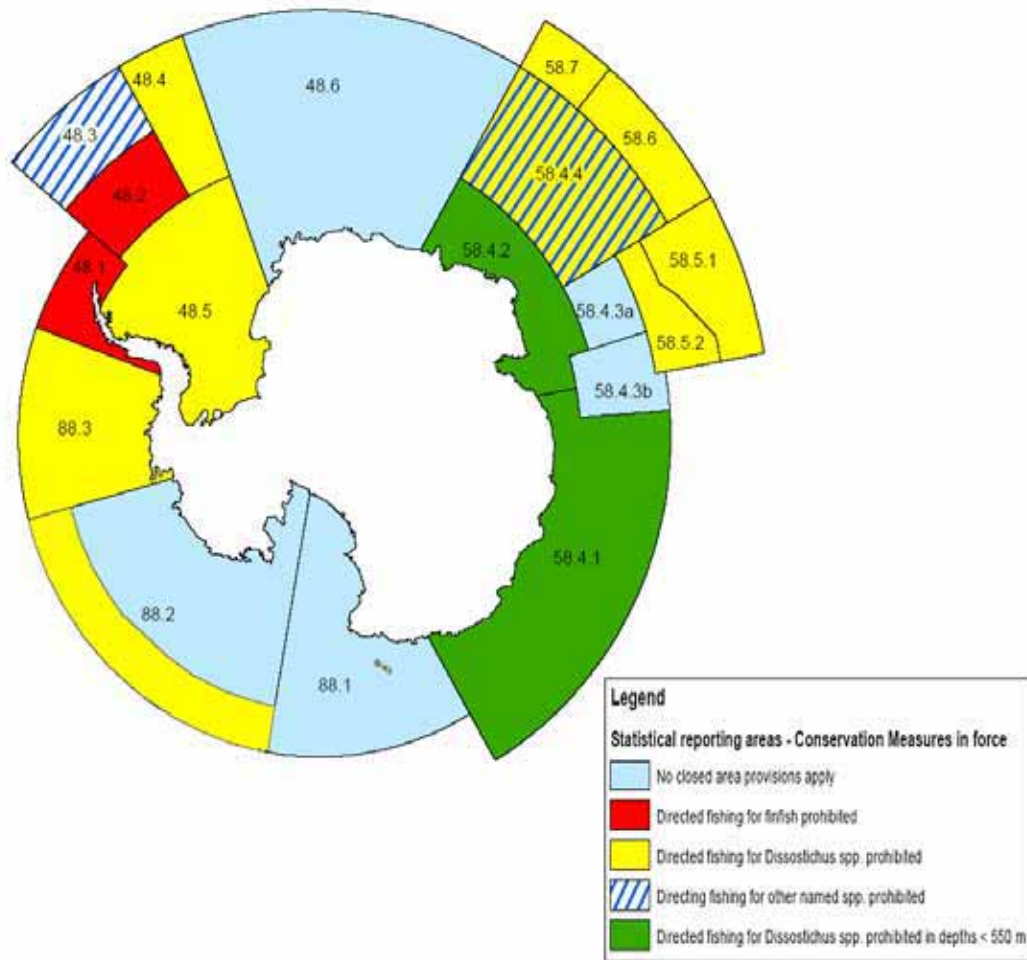 48.6
58.7
48.4
58.6
48.3
58.4.4
48.2
58.4.2
58.5.1
48.1
48.5
58.4.3a
58.5.2
58.4.3b
88.3
58.4.1
88.2
88.1
Legend
Statistical reporting areas - Conservation Measures in force
No closed area provisions apply
Directed fishing for finfish prohibited
Directed fishing for Dissostichus spp. prohibited
Directing fishing for other named spp. prohibited
Directed fishing for Dissostichus spp. prohibited in depths < 550 m